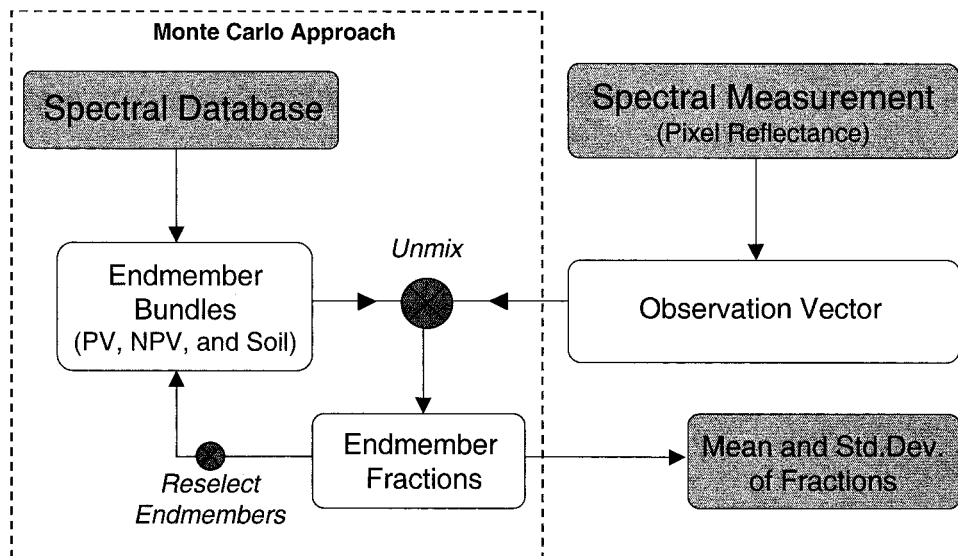 Monte Carlo Approach
Spectral Database
Spectral Measurement
(Pixel Reflectance)
Unmix
Endmember
Bundles
(PV, NPV, and Soil)
Observation Vector
Endmember
Fractions
Mean and Std.Dev.
of Fractions
Reselect
Endmembers